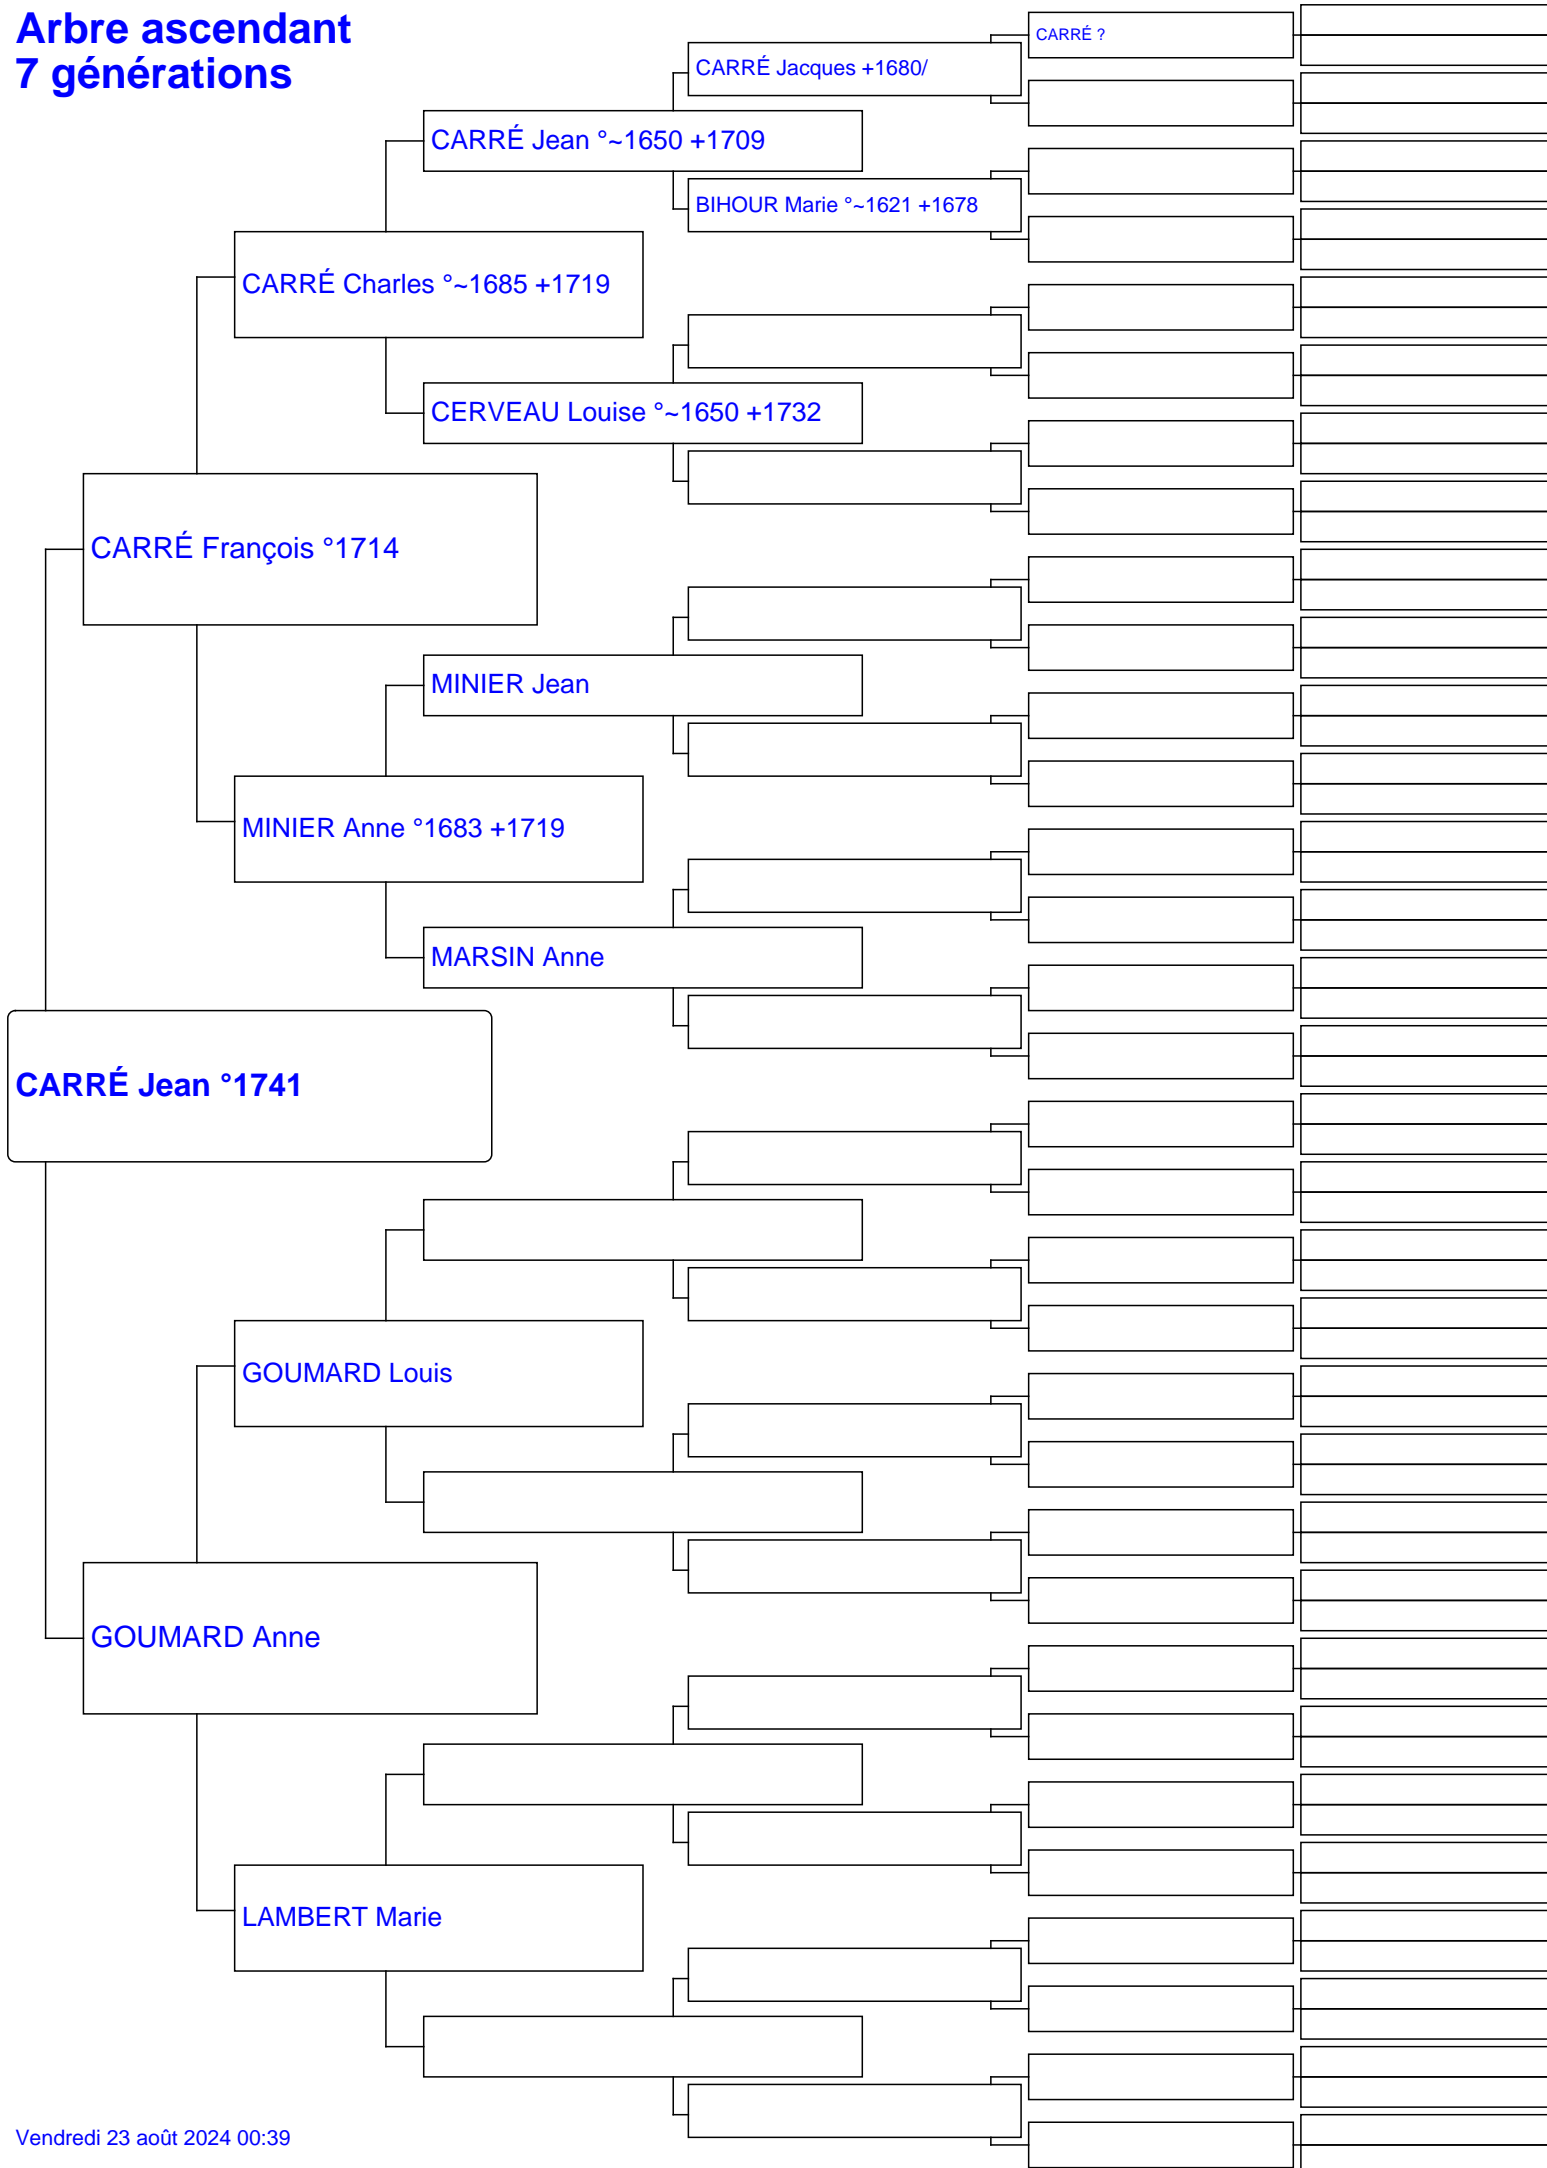 Arbre ascendant
7 générations
CARRÉ ?
CARRÉ Jacques +1680/
CARRÉ Jean °~1650 +1709
BIHOUR Marie °~1621 +1678
CARRÉ Charles °~1685 +1719
CERVEAU Louise °~1650 +1732
CARRÉ François °1714
MINIER Jean
MINIER Anne °1683 +1719
MARSIN Anne
CARRÉ Jean °1741
GOUMARD Louis
GOUMARD Anne
LAMBERT Marie
Vendredi 23 août 2024 00:39